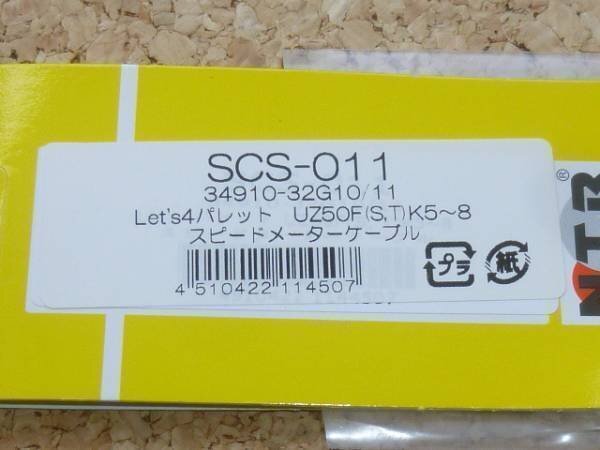 SCS-011
34910-32G10/11
Let's4パレット UZ50F(S,T)K5～8
スピードメーターケーブル
4 510422 114507
プラ
紙
NTB
®